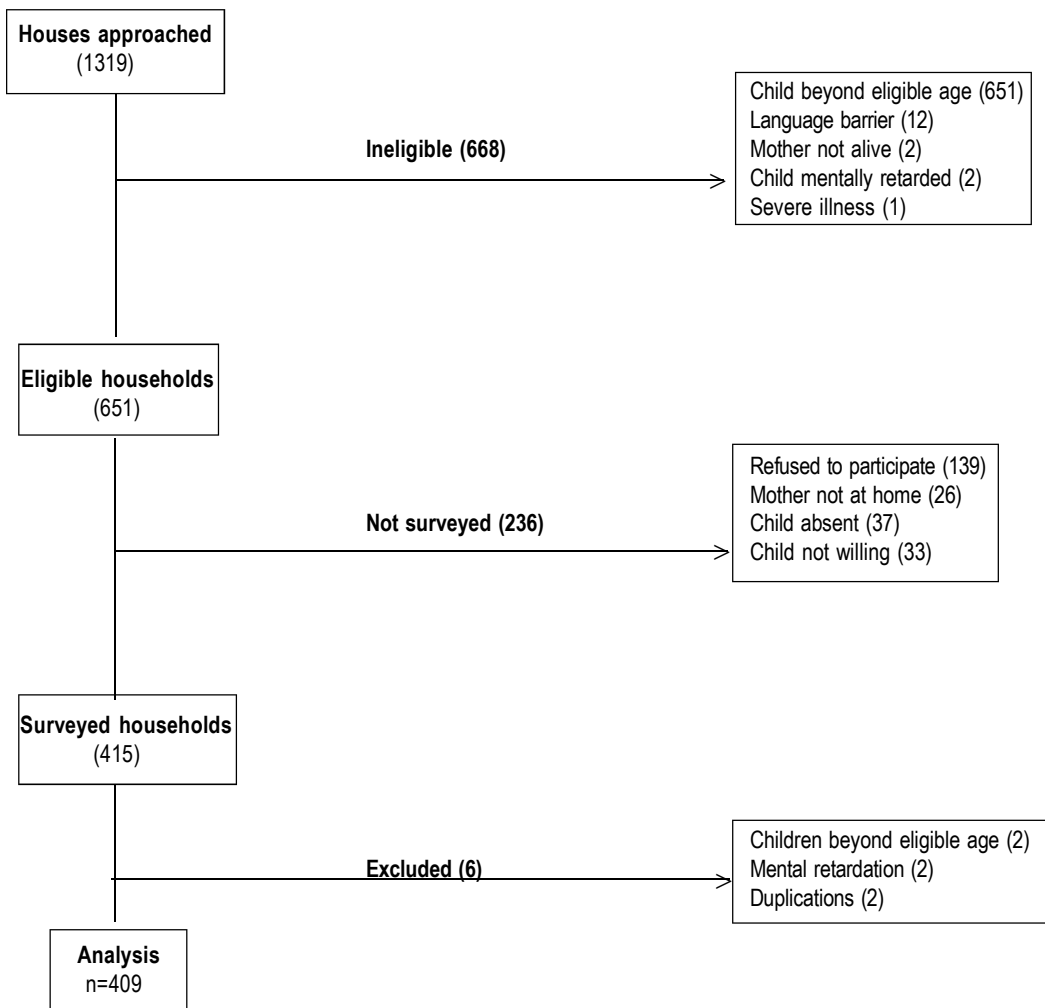 Houses approached
(1319)
Ineligible (668)
Child beyond eligible age (651)
Language barrier (12)
Mother not alive (2)
Child mentally retarded (2)
Severe illness (1)
Eligible households
(651)
Not surveyed (236)
Refused to participate (139)
Mother not at home (26)
Child absent (37)
Child not willing (33)
Surveyed households
(415)
Excluded (6)
Children beyond eligible age (2)
Mental retardation (2)
Duplications (2)
Analysis
n=409